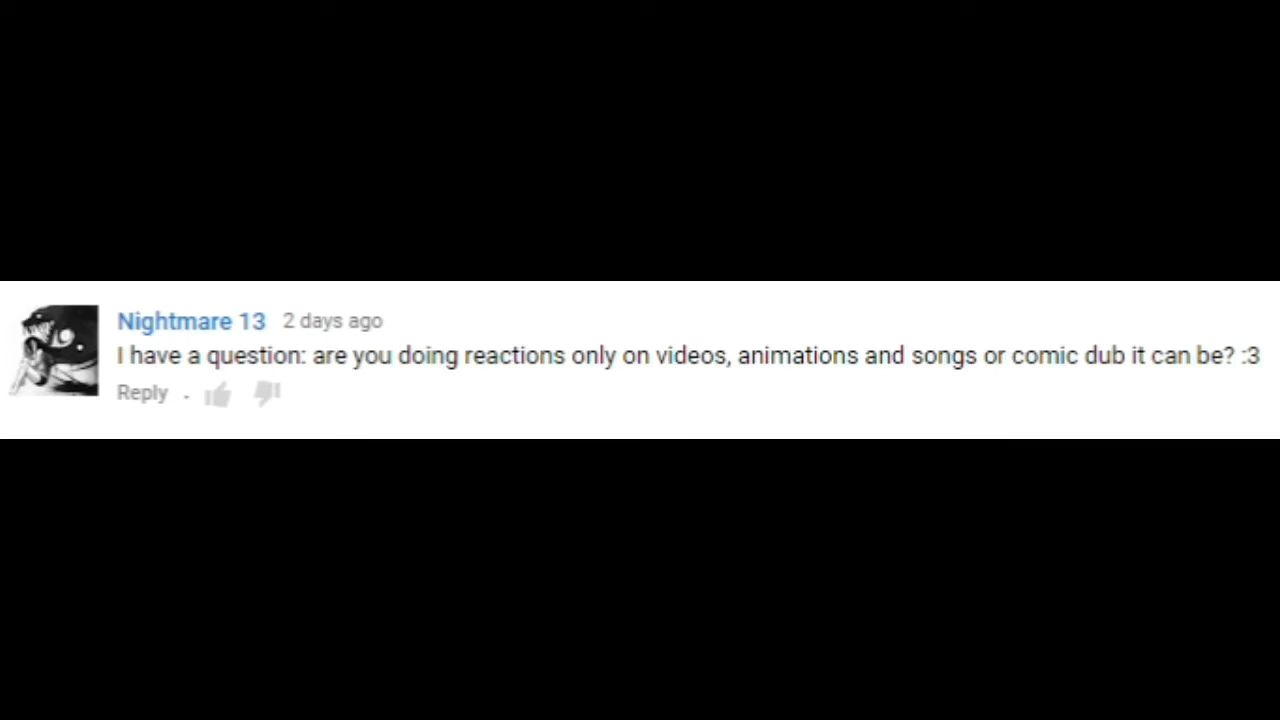 Nightmare 13 2 days ago
I have a question: are you doing reactions only on videos, animations and songs or comic dub it can be? :3
Reply .